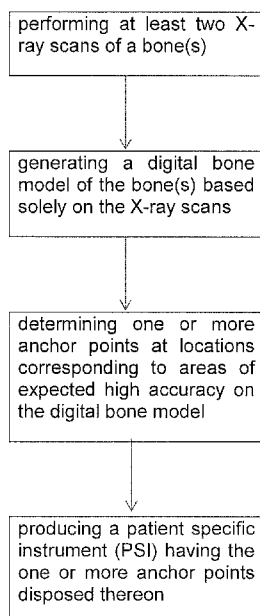 performing at least two X-
ray scans of a bone(s)
generating a digital bone
model of the bone(s) based
solely on the X-ray scans
determining one or more
anchor points at locations
corresponding to areas of
expected high accuracy on
the digital bone model
producing a patient specific
instrument (PSI) having the
one or more anchor points
disposed thereon